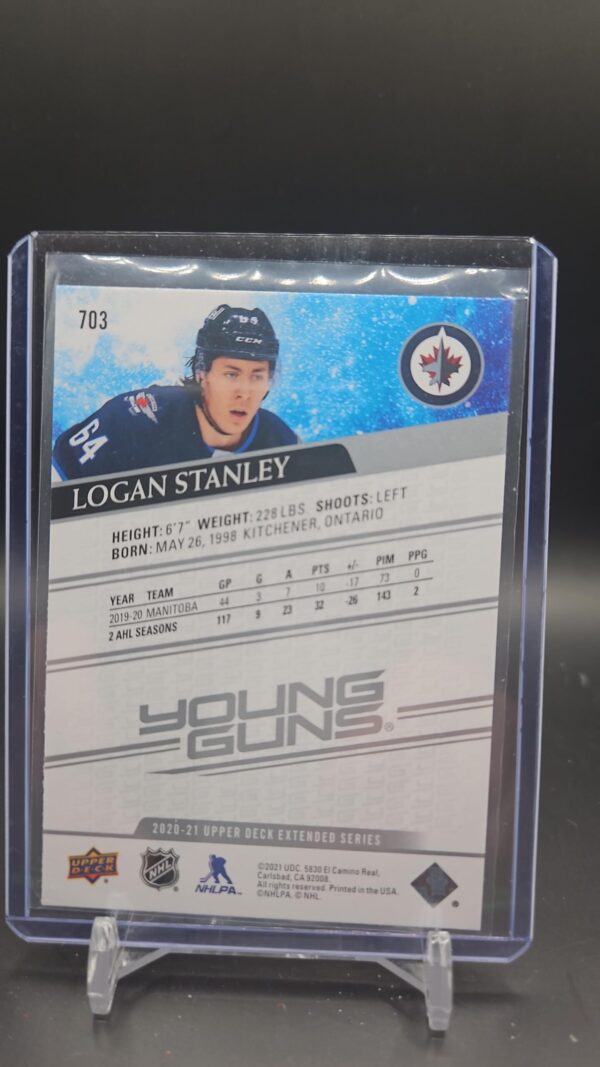 703
64
CCM
64
LOGAN STANLEY
HEIGHT: 6'7" WEIGHT: 228 LBS. SHOOTS: LEFT
BORN: MAY 26, 1998 KITCHENER, ONTARIO
YEAR TEAM GP G A PTS +/- PIM PPG
2019-20 MANITOBA 44 3 7 10 -17 73 0
2 AHL SEASONS 117 9 23 32 -26 143 2
YOUNG
GUNS®
2020-21 UPPER DECK EXTENDED SERIES
UPPER
DECK
NHL
NHLPA
©2021 UDC. 5830 El Camino Real,
Carlsbad, CA 92008.
All rights reserved. Printed in the USA.
©NHLPA. ©NHL.